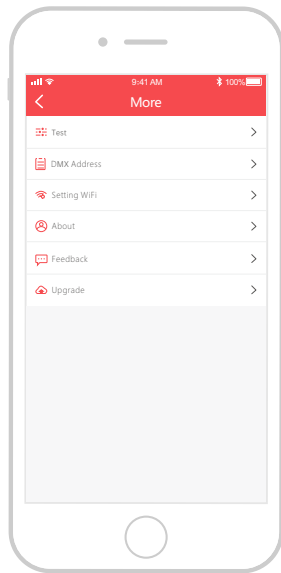 9:41 AM 100%
More
Test
DMX Address
Setting WiFi
About
Feedback
Upgrade